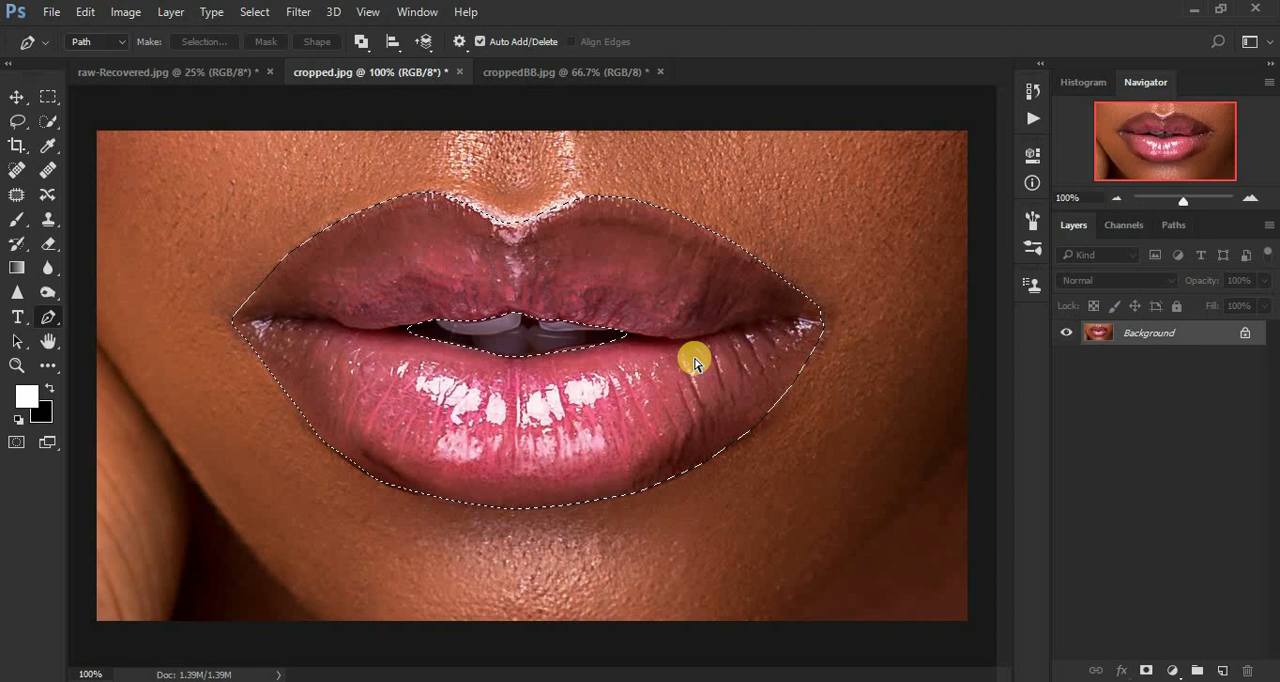 Ps File Edit Image Layer Type Select Filter 3D View Window Help
Path Make: Selection... Mask Shape Auto Add/Delete Align Edges
raw-Recovered.jpg @ 25% (RGB/8*) * × cropped.jpg @ 100% (RGB/8*) * × croppedBB.jpg @ 66.7% (RGB/8) * ×
Histogram Navigator
100%
Layers Channels Paths
Kind
Normal Opacity: 100%
Lock: Fill: 100%
Background
100% Doc: 1.39M/1.39M